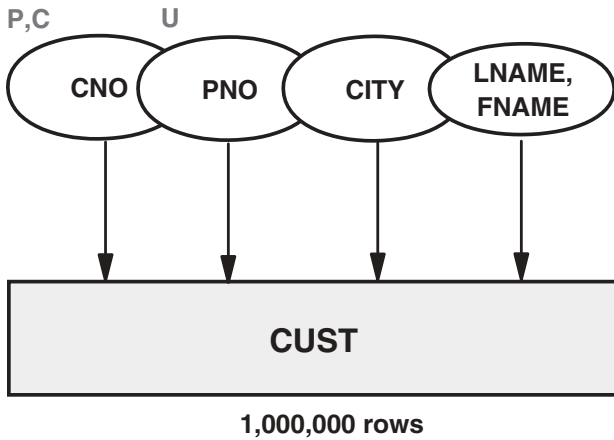 P,C U
CNO PNO CITY LNAME,
FNAME
CUST
1,000,000 rows